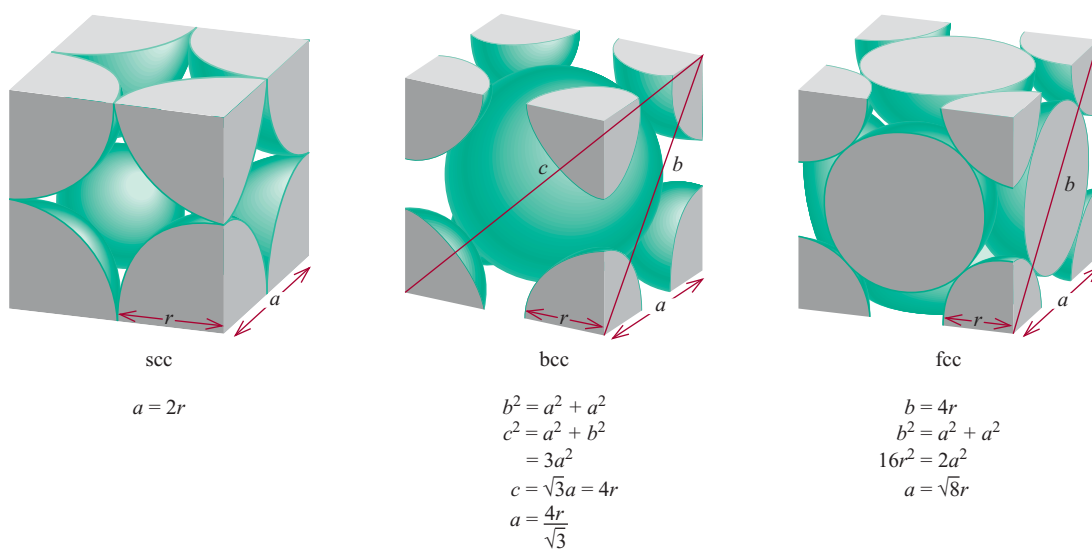 a
r
scc
a = 2r
c
b
a
r
bcc
b² = a² + a²
c² = a² + b²
= 3a²
c = √3a = 4r
a = 4r/√3
b
a
r
fcc
b = 4r
b² = a² + a²
16r² = 2a²
a = √8r